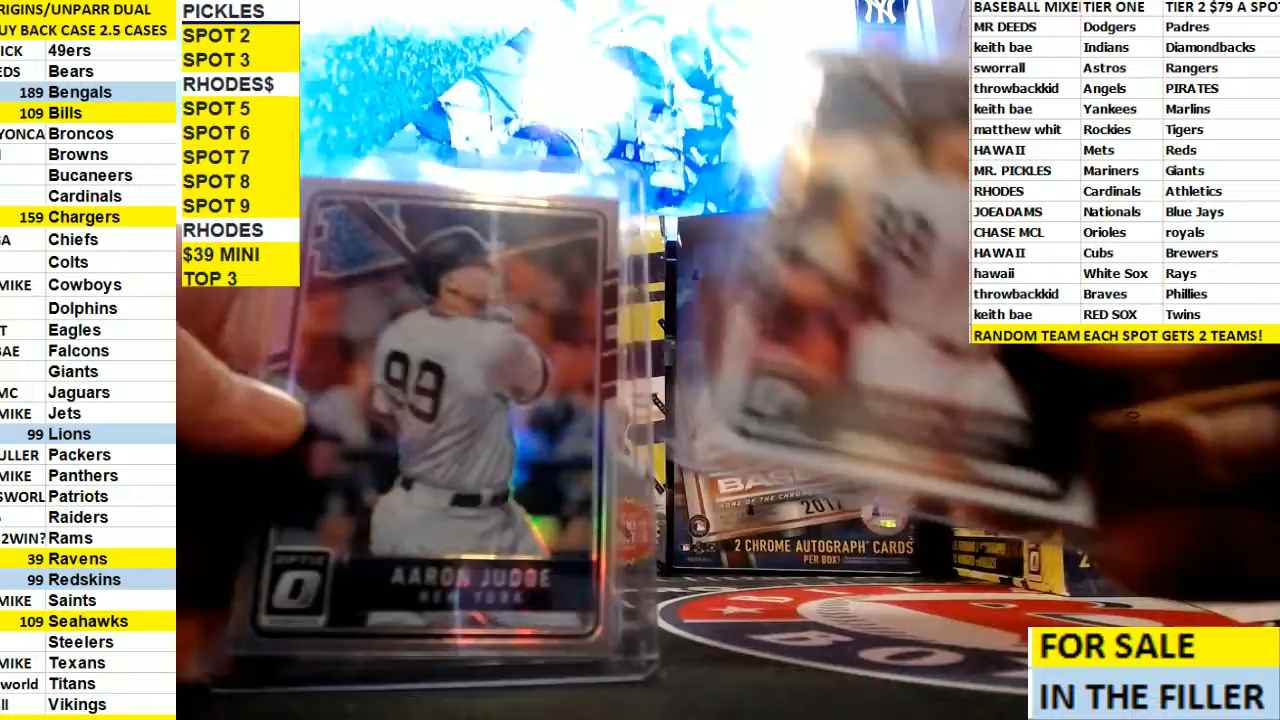 RIGINS/UNPARR DUAL
UY BACK CASE 2.5 CASES
ICK 49ers
EDS Bears
189 Bengals
109 Bills
YONCA Broncos
Browns
Bucaneers
Cardinals
159 Chargers
GA Chiefs
Colts
MIKE Cowboys
Dolphins
T Eagles
BAE Falcons
Giants
MC Jaguars
MIKE Jets
99 Lions
ULLER Packers
MIKE Panthers
SWORL Patriots
Raiders
2WIN? Rams
39 Ravens
99 Redskins
MIKE Saints
109 Seahawks
Steelers
MIKE Texans
world Titans
ll Vikings
PICKLES
SPOT 2
SPOT 3
RHODES$
SPOT 5
SPOT 6
SPOT 7
SPOT 8
SPOT 9
RHODES
$39 MINI
TOP 3
BASEBALL MIXE TIER ONE TIER 2 $79 A SPO
MR DEEDS Dodgers Padres
keith bae Indians Diamondbacks
sworrall Astros Rangers
throwbackkid Angels PIRATES
keith bae Yankees Marlins
matthew whit Rockies Tigers
HAWAII Mets Reds
MR. PICKLES Mariners Giants
RHODES Cardinals Athletics
JOEADAMS Nationals Blue Jays
CHASE MCL Orioles royals
HAWAII Cubs Brewers
hawaii White Sox Rays
throwbackkid Braves Phillies
keith bae RED SOX Twins
RANDOM TEAM EACH SPOT GETS 2 TEAMS!
99
OPTIC
AARON JUDGE
NEW YORK
2017
2 CHROME AUTOGRAPH CARDS
PER BOX!
FOR SALE
IN THE FILLER